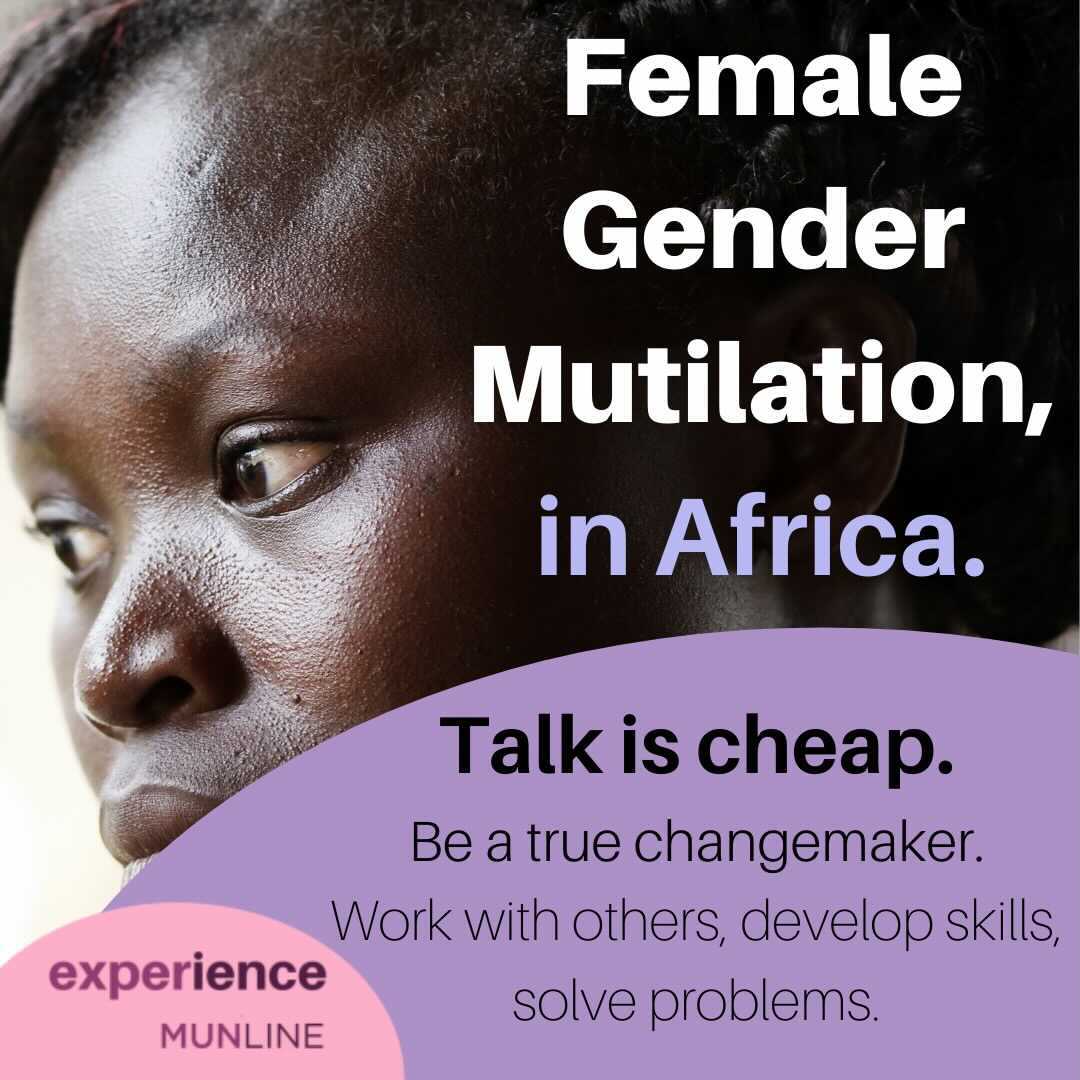 Female
Gender
Mutilation,
in Africa.
Talk is cheap.
Be a true changemaker.
Work with others, develop skills,
solve problems.
experience
MUNLINE